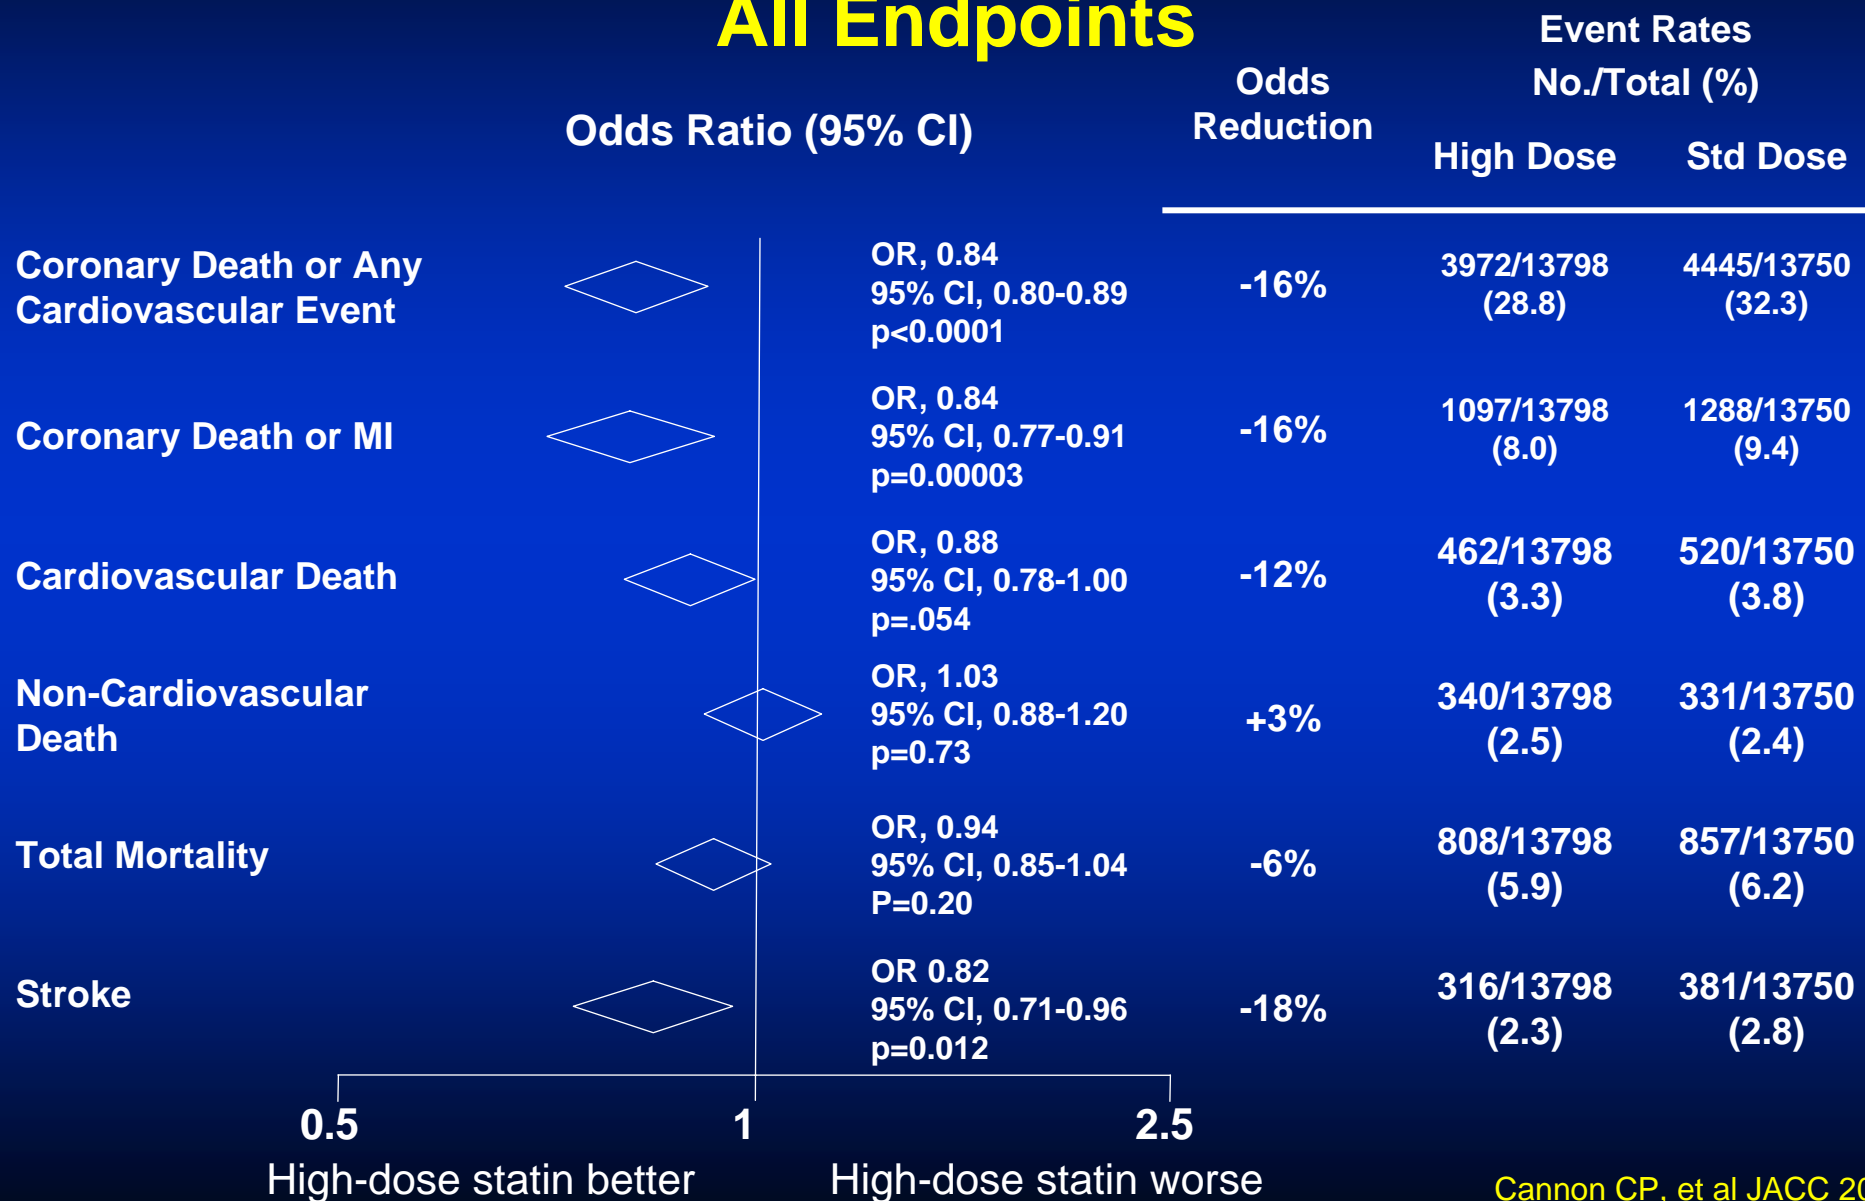 All Endpoints
Event Rates
No./Total (%)
Odds
Reduction
Odds Ratio (95% CI)
High Dose
Std Dose
Coronary Death or Any
Cardiovascular Event
OR, 0.84
95% CI, 0.80-0.89
p<0.0001
-16%
3972/13798
(28.8)
4445/13750
(32.3)
Coronary Death or MI
OR, 0.84
95% CI, 0.77-0.91
p=0.00003
-16%
1097/13798
(8.0)
1288/13750
(9.4)
Cardiovascular Death
OR, 0.88
95% CI, 0.78-1.00
p=.054
-12%
462/13798
(3.3)
520/13750
(3.8)
Non-Cardiovascular
Death
OR, 1.03
95% CI, 0.88-1.20
p=0.73
+3%
340/13798
(2.5)
331/13750
(2.4)
Total Mortality
OR, 0.94
95% CI, 0.85-1.04
P=0.20
-6%
808/13798
(5.9)
857/13750
(6.2)
Stroke
OR 0.82
95% CI, 0.71-0.96
p=0.012
-18%
316/13798
(2.3)
381/13750
(2.8)
0.5
1
2.5
High-dose statin better
High-dose statin worse
Cannon CP, et al JACC